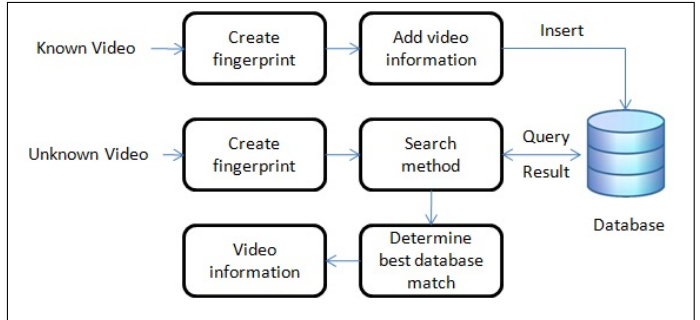 Known Video
Create
fingerprint
Add video
information
Insert
Unknown Video
Create
fingerprint
Search
method
Query
Result
Database
Video
information
Determine
best database
match